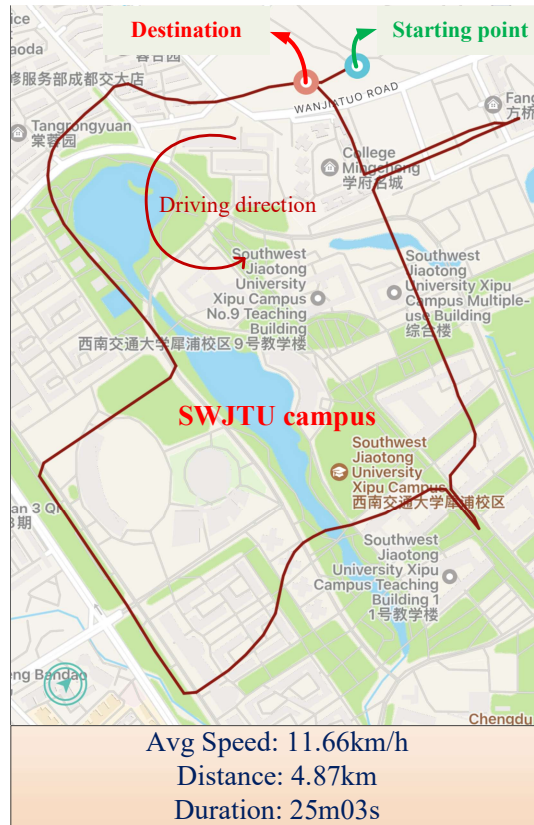 Destination
Starting point
ice
aoda
春吕园
修服务部成都交大店
WANJIATUO ROAD
Fang
方桥
Tangrongyuan
棠蓉园
College
Mingcheng
学府名城
Driving direction
Southwest
Jiaotong
University
Xipu Campus
No.9 Teaching
Building
西南交通大学犀浦校区9号教学楼
Southwest
Jiaotong
University Xipu
Campus Multiple-
use Building
综合楼
SWJTU campus
Southwest
Jiaotong
University
Xipu Campus
西南交通大学犀浦校区
an 3 Qi
3期
Southwest
Jiaotong
University Xipu
Campus Teaching
Building 1
1号教学楼
eng Bandao
Chengdu
Avg Speed: 11.66km/h
Distance: 4.87km
Duration: 25m03s